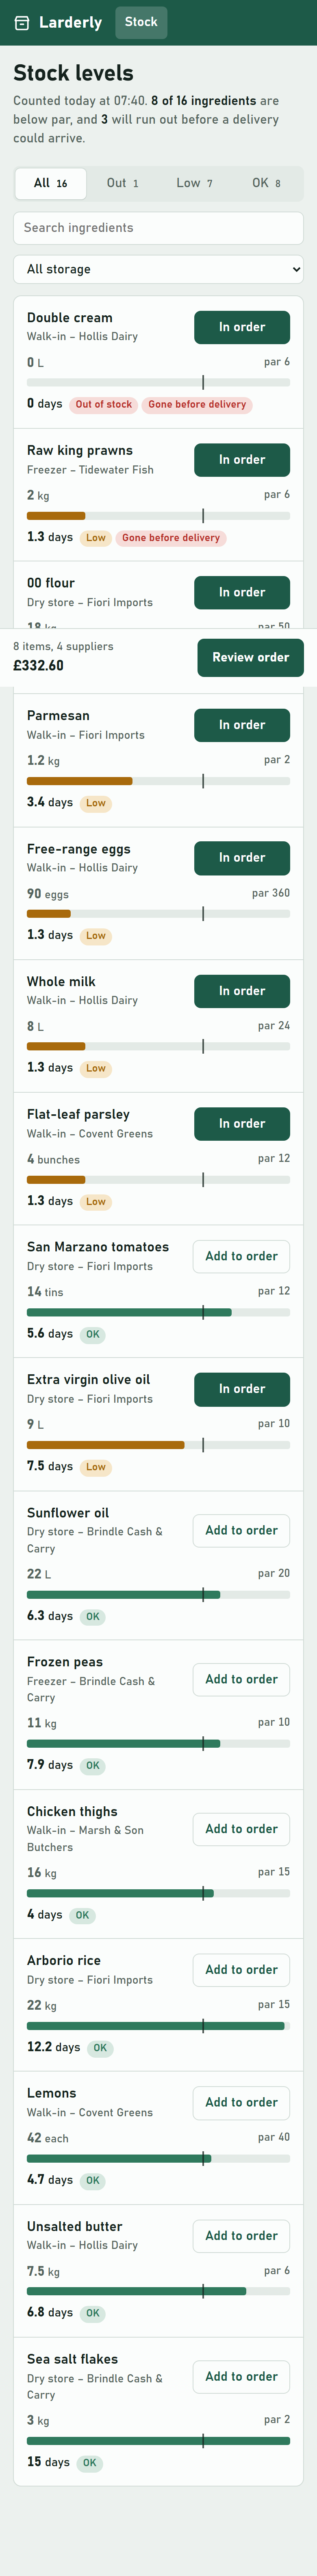 Larderly
Stock
Stock levels
Counted today at 07:40. 8 of 16 ingredients are
below par, and 3 will run out before a delivery
could arrive.
All 16
Out 1
Low 7
OK 8
Search ingredients
All storage
Double cream
Walk-in – Hollis Dairy
In order
0 L
par 6
0 days
Out of stock
Gone before delivery
Raw king prawns
Freezer – Tidewater Fish
In order
2 kg
par 6
1.3 days
Low
Gone before delivery
00 flour
Dry store – Fiori Imports
In order
18 kg
par 50
8 items, 4 suppliers
£332.60
Review order
Parmesan
Walk-in – Fiori Imports
In order
1.2 kg
par 2
3.4 days
Low
Free-range eggs
Walk-in – Hollis Dairy
In order
90 eggs
par 360
1.3 days
Low
Whole milk
Walk-in – Hollis Dairy
In order
8 L
par 24
1.3 days
Low
Flat-leaf parsley
Walk-in – Covent Greens
In order
4 bunches
par 12
1.3 days
Low
San Marzano tomatoes
Dry store – Fiori Imports
Add to order
14 tins
par 12
5.6 days
OK
Extra virgin olive oil
Dry store – Fiori Imports
In order
9 L
par 10
7.5 days
Low
Sunflower oil
Dry store – Brindle Cash &
Carry
Add to order
22 L
par 20
6.3 days
OK
Frozen peas
Freezer – Brindle Cash &
Carry
Add to order
11 kg
par 10
7.9 days
OK
Chicken thighs
Walk-in – Marsh & Son
Butchers
Add to order
16 kg
par 15
4 days
OK
Arborio rice
Dry store – Fiori Imports
Add to order
22 kg
par 15
12.2 days
OK
Lemons
Walk-in – Covent Greens
Add to order
42 each
par 40
4.7 days
OK
Unsalted butter
Walk-in – Hollis Dairy
Add to order
7.5 kg
par 6
6.8 days
OK
Sea salt flakes
Dry store – Brindle Cash &
Carry
Add to order
3 kg
par 2
15 days
OK